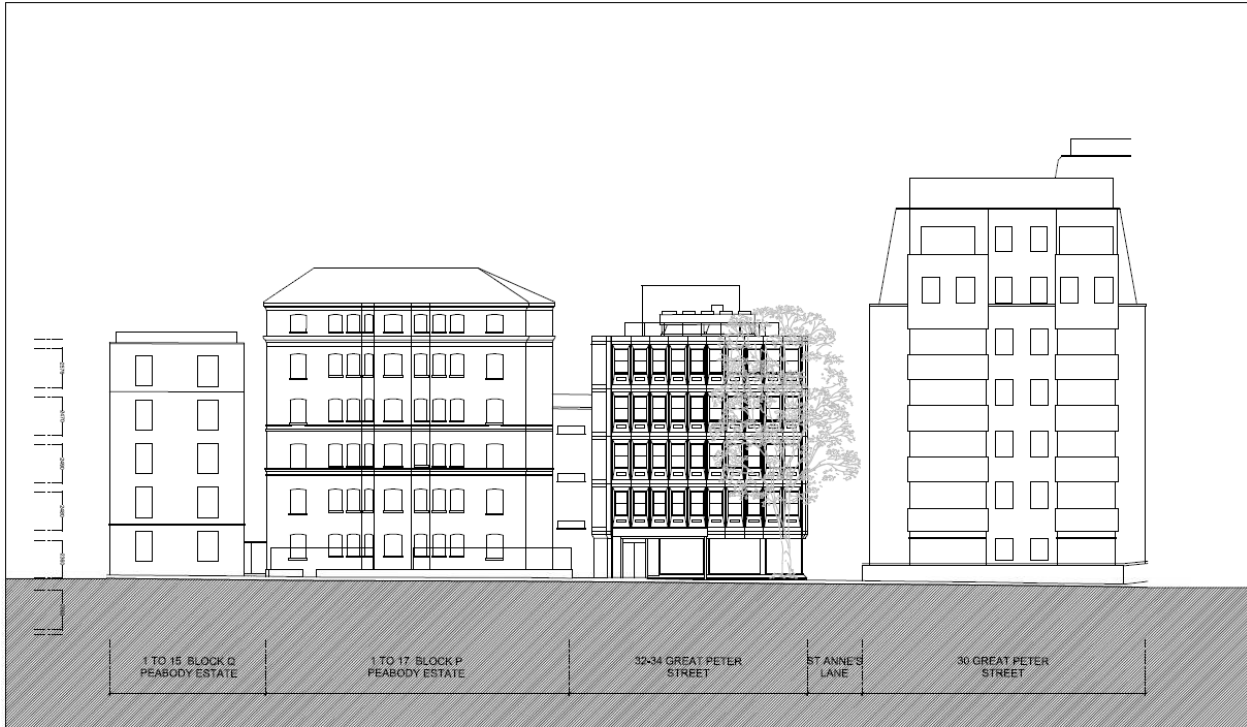 1 TO 15 BLOCK Q
PEABODY ESTATE
1 TO 17 BLOCK P
PEABODY ESTATE
32-34 GREAT PETER
STREET
ST ANNE'S
LANE
30 GREAT PETER
STREET